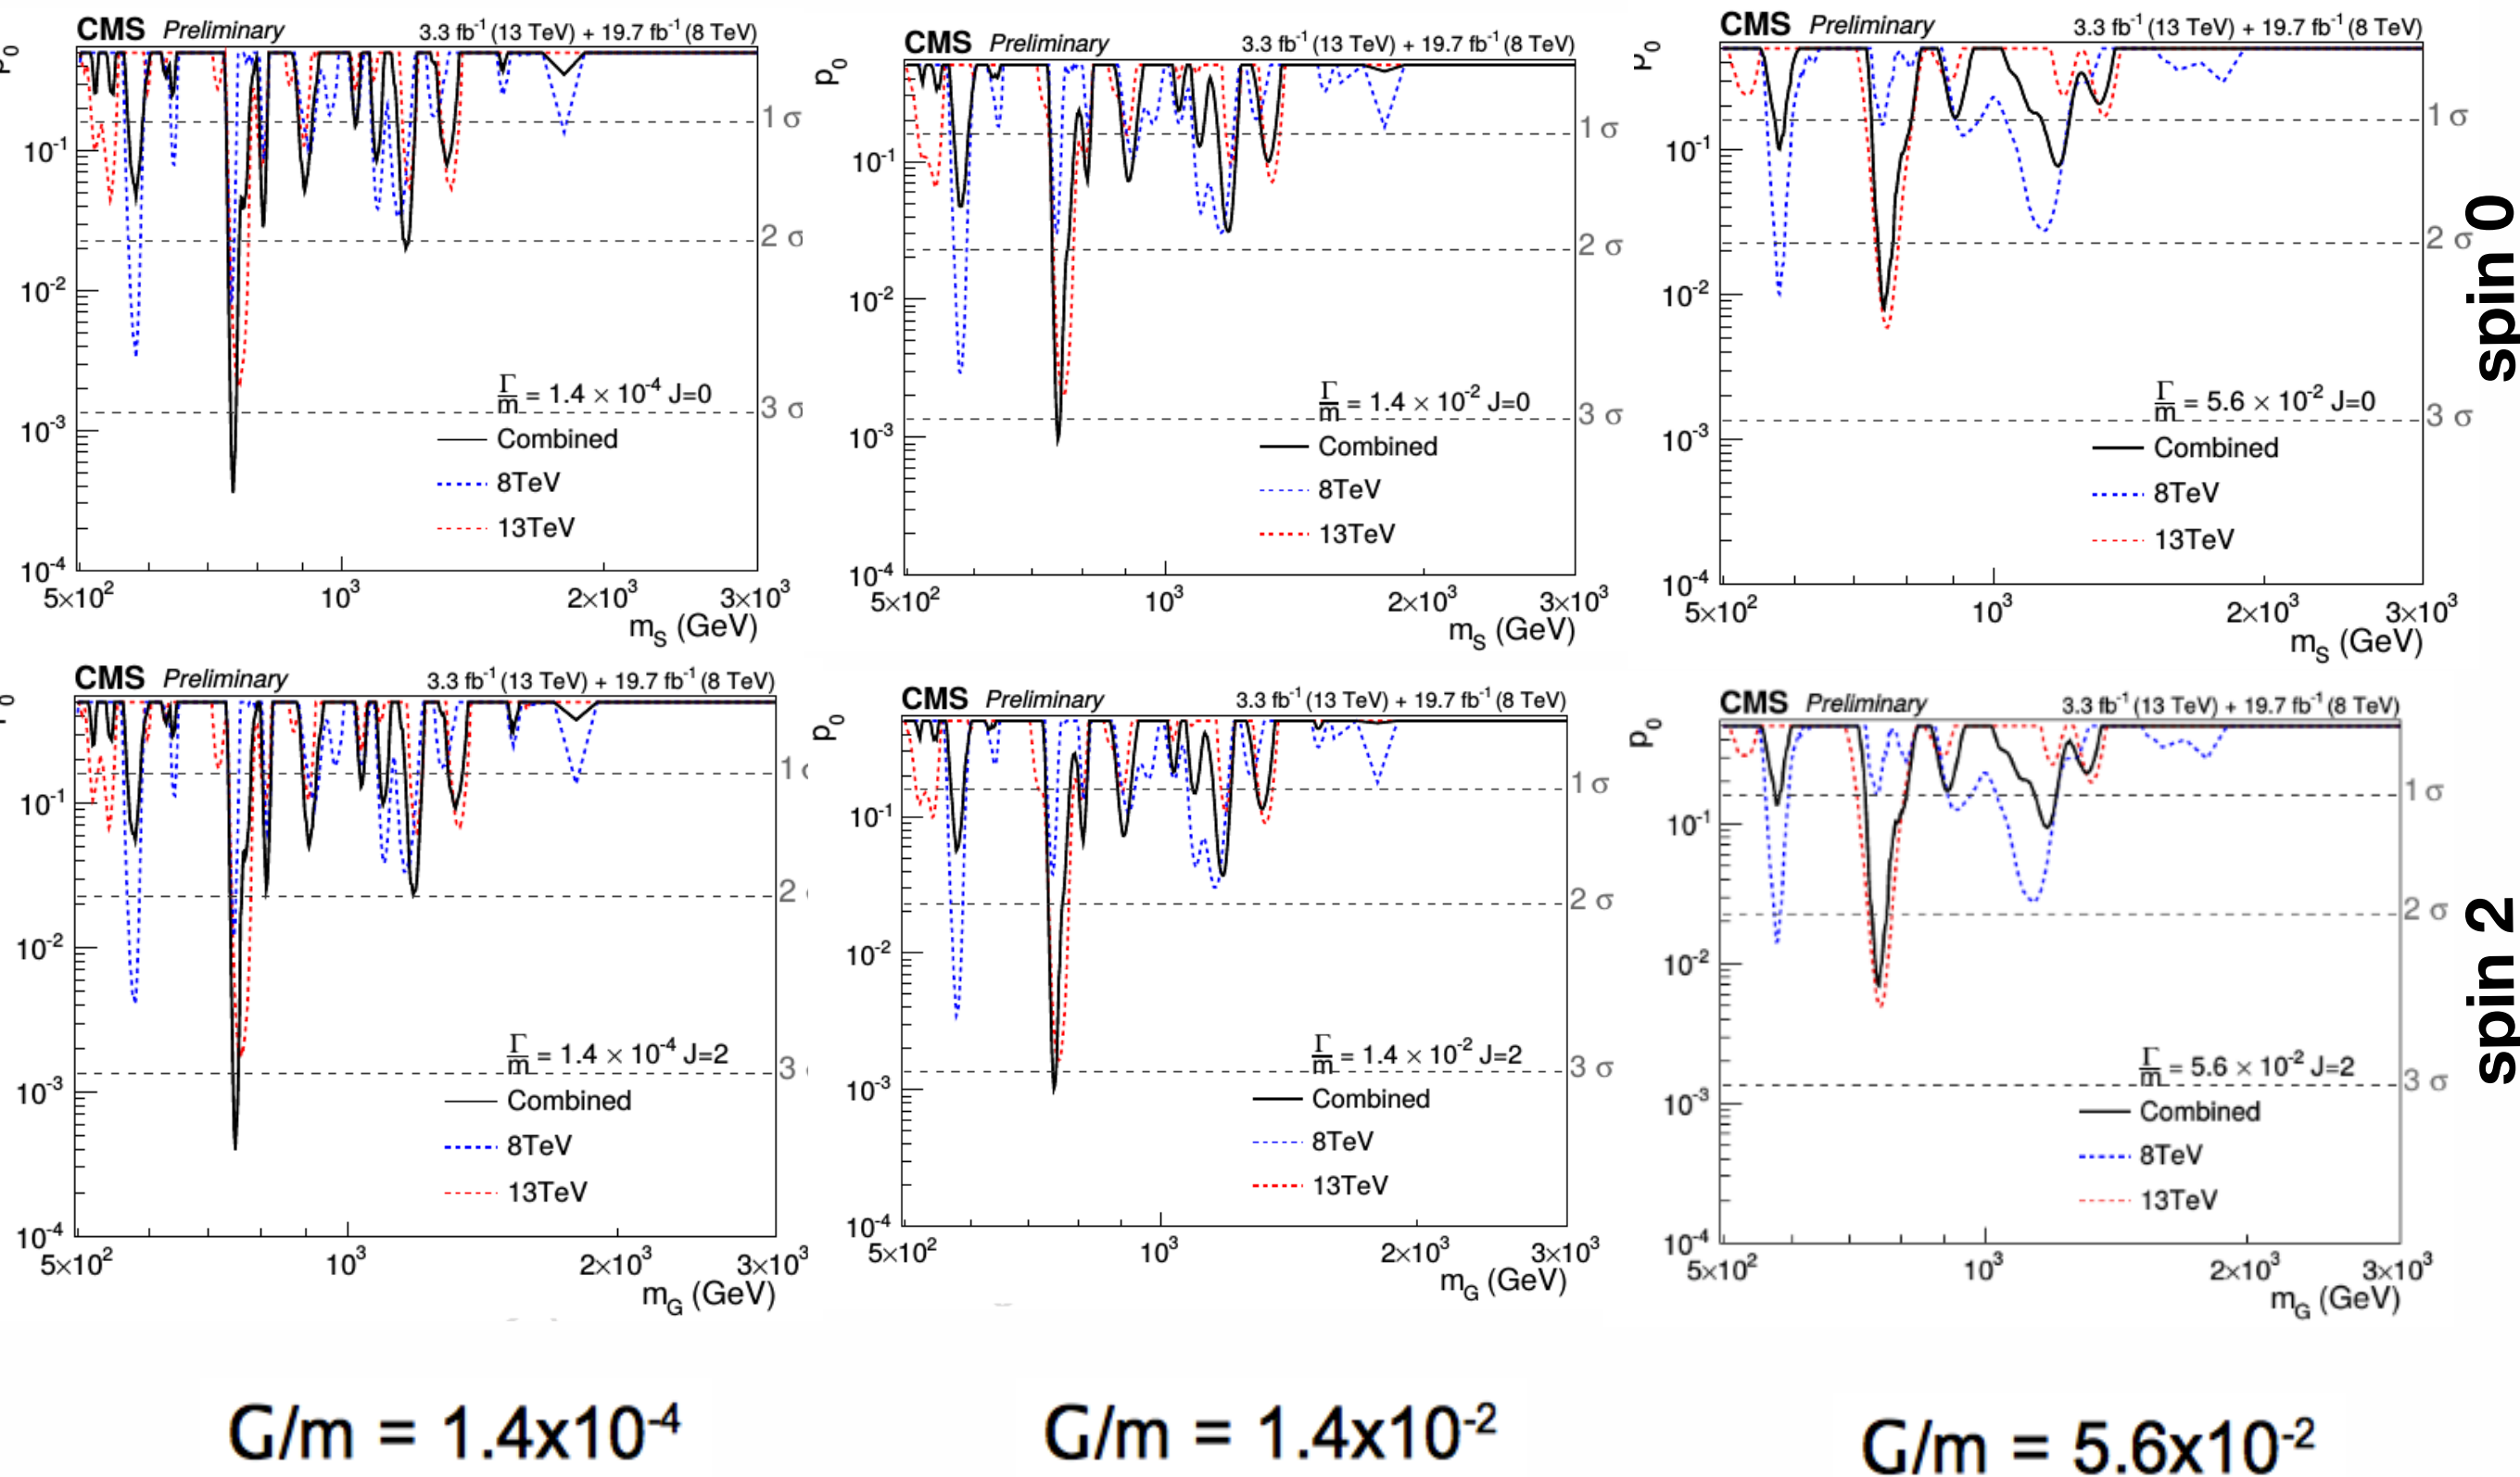 CMS Preliminary 3.3 fb⁻¹ (13 TeV) + 19.7 fb⁻¹ (8 TeV)
p₀
1 σ
10⁻¹
2 σ
10⁻²
Γ/m = 1.4 × 10⁻⁴ J=0
3 σ
10⁻³
Combined
8TeV
13TeV
10⁻⁴
5×10² 10³ 2×10³ 3×10³
m_S (GeV)
CMS Preliminary 3.3 fb⁻¹ (13 TeV) + 19.7 fb⁻¹ (8 TeV)
p₀
1 σ
10⁻¹
2 σ
10⁻²
Γ/m = 1.4 × 10⁻² J=0
3 σ
10⁻³
Combined
8TeV
13TeV
10⁻⁴
5×10² 10³ 2×10³ 3×10³
m_S (GeV)
CMS Preliminary 3.3 fb⁻¹ (13 TeV) + 19.7 fb⁻¹ (8 TeV)
p₀
1 σ
10⁻¹
2 σ
10⁻²
Γ/m = 5.6 × 10⁻² J=0
3 σ
10⁻³
Combined
8TeV
13TeV
10⁻⁴
5×10² 10³ 2×10³ 3×10³
m_S (GeV)
spin 0
CMS Preliminary 3.3 fb⁻¹ (13 TeV) + 19.7 fb⁻¹ (8 TeV)
1
10⁻¹
2
10⁻²
Γ/m = 1.4 × 10⁻⁴ J=2
3
10⁻³
Combined
8TeV
13TeV
10⁻⁴
5×10² 10³ 2×10³ 3×10³
m_G (GeV)
CMS Preliminary 3.3 fb⁻¹ (13 TeV) + 19.7 fb⁻¹ (8 TeV)
p₀
1 σ
10⁻¹
2 σ
10⁻²
Γ/m = 1.4 × 10⁻² J=2
3 σ
10⁻³
Combined
8TeV
13TeV
10⁻⁴
5×10² 10³ 2×10³ 3×10³
m_G (GeV)
CMS Preliminary 3.3 fb⁻¹ (13 TeV) + 19.7 fb⁻¹ (8 TeV)
p₀
1 σ
10⁻¹
2 σ
10⁻²
Γ/m = 5.6 × 10⁻² J=2
3 σ
10⁻³
Combined
8TeV
13TeV
10⁻⁴
5×10² 10³ 2×10³ 3×10³
m_G (GeV)
spin 2
G/m = 1.4x10⁻⁴
G/m = 1.4x10⁻²
G/m = 5.6x10⁻²